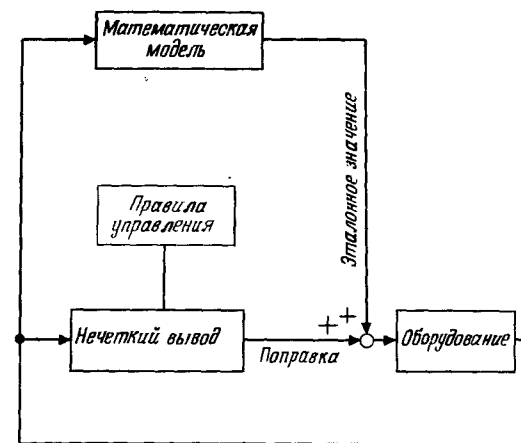 Математическая
модель
Эталонное значение
Правила
управления
+ +
Нечеткий вывод
Поправка
Оборудование